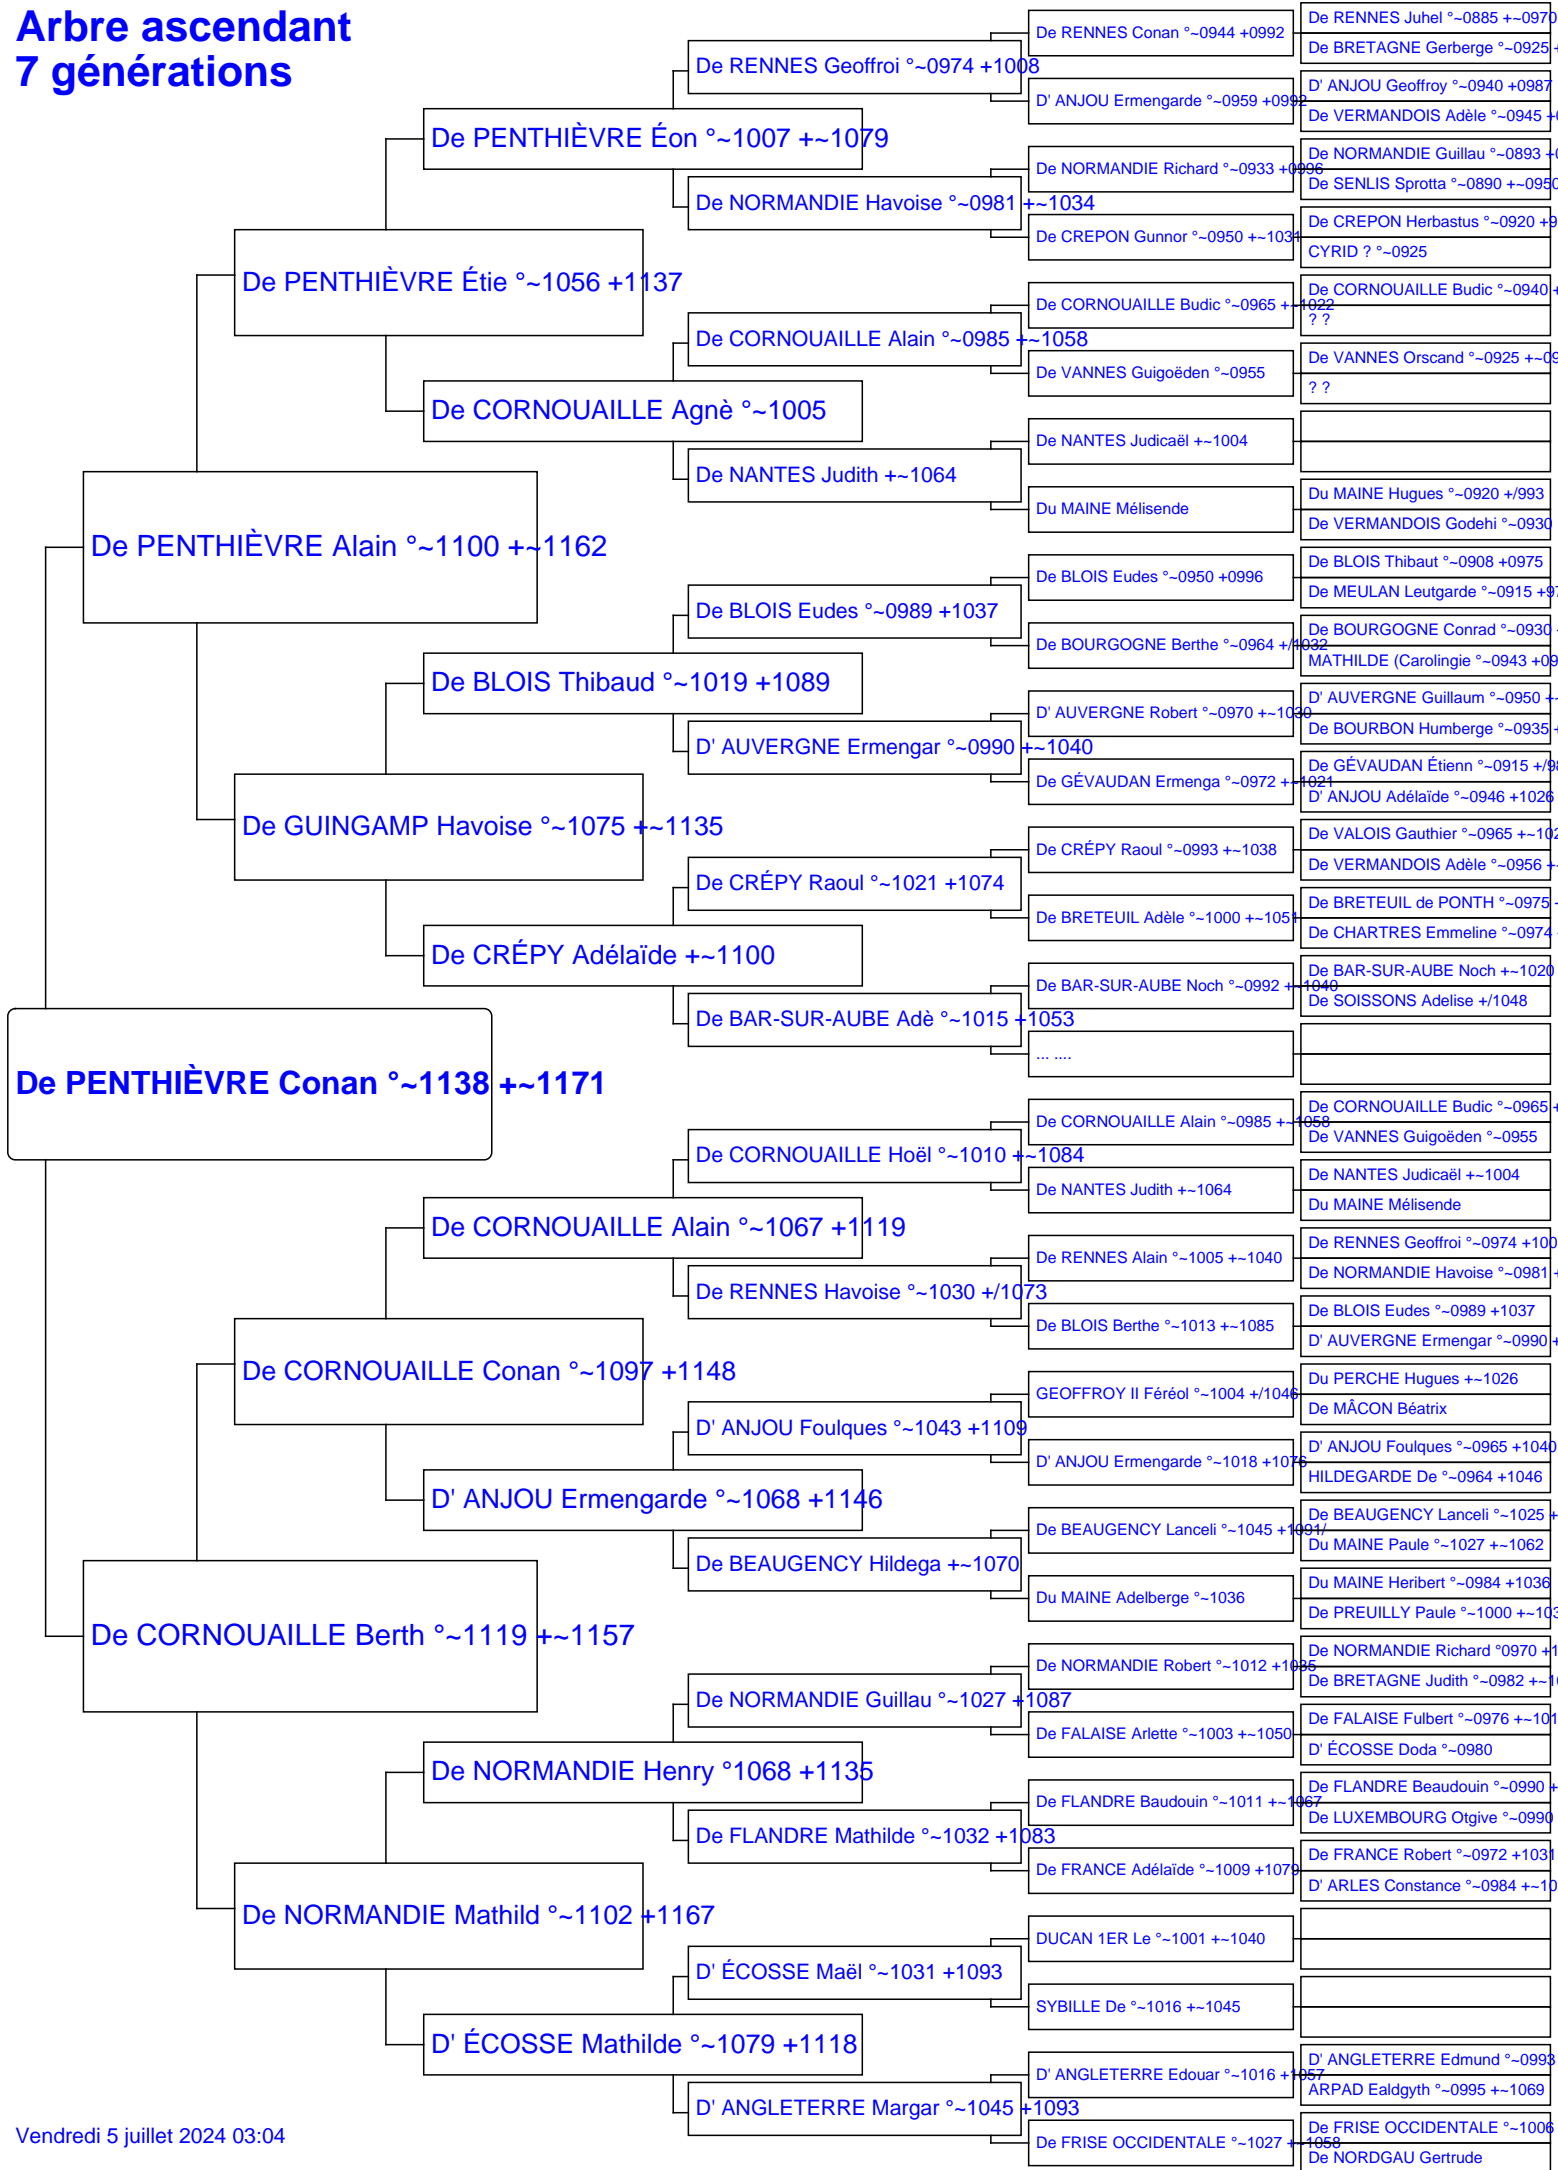 Arbre ascendant
7 générations
De PENTHIÈVRE Conan °~1138 +~1171
De PENTHIÈVRE Alain °~1100 +~1162
De CORNOUAILLE Berth °~1119 +~1157
De PENTHIÈVRE Étie °~1056 +1137
De GUINGAMP Havoise °~1075 +~1135
De CORNOUAILLE Conan °~1097 +1148
De NORMANDIE Mathild °~1102 +1167
De PENTHIÈVRE Éon °~1007 +~1079
De CORNOUAILLE Agnè °~1005
De BLOIS Thibaud °~1019 +1089
De CRÉPY Adélaïde +~1100
De CORNOUAILLE Alain °~1067 +1119
D' ANJOU Ermengarde °~1068 +1146
De NORMANDIE Henry °1068 +1135
D' ÉCOSSE Mathilde °~1079 +1118
De RENNES Geoffroi °~0974 +1008
De NORMANDIE Havoise °~0981 +~1034
De CORNOUAILLE Alain °~0985 +~1058
De NANTES Judith +~1064
De BLOIS Eudes °~0989 +1037
D' AUVERGNE Ermengar °~0990 +~1040
De CRÉPY Raoul °~1021 +1074
De BAR-SUR-AUBE Adè °~1015 +1053
De CORNOUAILLE Hoël °~1010 +~1084
De RENNES Havoise °~1030 +/1073
D' ANJOU Foulques °~1043 +1109
De BEAUGENCY Hildega +~1070
De NORMANDIE Guillau °~1027 +1087
De FLANDRE Mathilde °~1032 +1083
D' ÉCOSSE Maël °~1031 +1093
D' ANGLETERRE Margar °~1045 +1093
De RENNES Conan °~0944 +0992
D' ANJOU Ermengarde °~0959 +0992
De NORMANDIE Richard °~0933 +0996
De CREPON Gunnor °~0950 +~1031
De CORNOUAILLE Budic °~0965 +~1022
De VANNES Guigoëden °~0955
De NANTES Judicaël +~1004
Du MAINE Mélisende
De BLOIS Eudes °~0950 +0996
De BOURGOGNE Berthe °~0964 +/1032
D' AUVERGNE Robert °~0970 +~1030
De GÉVAUDAN Ermenga °~0972 +~1021
De CRÉPY Raoul °~0993 +~1038
De BRETEUIL Adèle °~1000 +~1051
De BAR-SUR-AUBE Noch °~0992 +~1040
... ....
De CORNOUAILLE Alain °~0985 +~1058
De NANTES Judith +~1064
De RENNES Alain °~1005 +~1040
De BLOIS Berthe °~1013 +~1085
GEOFFROY II Féréol °~1004 +/1046
D' ANJOU Ermengarde °~1018 +1076
De BEAUGENCY Lanceli °~1045 +1091/
Du MAINE Adelberge °~1036
De NORMANDIE Robert °~1012 +1035
De FALAISE Arlette °~1003 +~1050
De FLANDRE Baudouin °~1011 +~1067
De FRANCE Adélaïde °~1009 +1079
DUCAN 1ER Le °~1001 +~1040
SYBILLE De °~1016 +~1045
D' ANGLETERRE Edouar °~1016 +1057
De FRISE OCCIDENTALE °~1027 +~1058
De RENNES Juhel °~0885 +~0970
De BRETAGNE Gerberge °~0925 +
D' ANJOU Geoffroy °~0940 +0987
De VERMANDOIS Adèle °~0945 +
De NORMANDIE Guillau °~0893 +
De SENLIS Sprotta °~0890 +~0950
De CREPON Herbastus °~0920 +9
CYRID ? °~0925
De CORNOUAILLE Budic °~0940 +
? ?
De VANNES Orscand °~0925 +~09
? ?
Du MAINE Hugues °~0920 +/993
De VERMANDOIS Godehi °~0930
De BLOIS Thibaut °~0908 +0975
De MEULAN Leutgarde °~0915 +97
De BOURGOGNE Conrad °~0930
MATHILDE (Carolingie °~0943 +09
D' AUVERGNE Guillaum °~0950 +
De BOURBON Humberge °~0935 +
De GÉVAUDAN Étienn °~0915 +/98
D' ANJOU Adélaïde °~0946 +1026
De VALOIS Gauthier °~0965 +~102
De VERMANDOIS Adèle °~0956 +
De BRETEUIL de PONTH °~0975
De CHARTRES Emmeline °~0974
De BAR-SUR-AUBE Noch +~1020
De SOISSONS Adelise +/1048
De CORNOUAILLE Budic °~0965 +
De VANNES Guigoëden °~0955
De NANTES Judicaël +~1004
Du MAINE Mélisende
De RENNES Geoffroi °~0974 +100
De NORMANDIE Havoise °~0981 +
De BLOIS Eudes °~0989 +1037
D' AUVERGNE Ermengar °~0990 +
Du PERCHE Hugues +~1026
De MÂCON Béatrix
D' ANJOU Foulques °~0965 +1040
HILDEGARDE De °~0964 +1046
De BEAUGENCY Lanceli °~1025 +
Du MAINE Paule °~1027 +~1062
Du MAINE Heribert °~0984 +1036
De PREUILLY Paule °~1000 +~103
De NORMANDIE Richard °0970 +1
De BRETAGNE Judith °~0982 +~1
De FALAISE Fulbert °~0976 +~101
D' ÉCOSSE Doda °~0980
De FLANDRE Beaudouin °~0990 +
De LUXEMBOURG Otgive °~0990
De FRANCE Robert °~0972 +1031
D' ARLES Constance °~0984 +~10
D' ANGLETERRE Edmund °~0993
ARPAD Ealdgyth °~0995 +~1069
De FRISE OCCIDENTALE °~1006
De NORDGAU Gertrude
Vendredi 5 juillet 2024 03:04